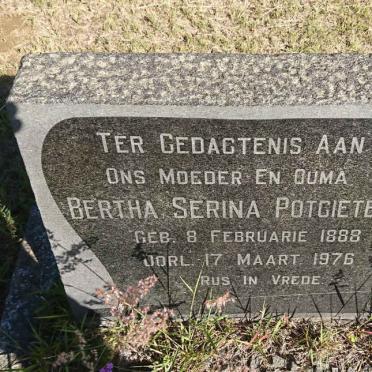 TER GEDAGTENIS AAN
ONS MOEDER EN OUMA
BERTHA SERINA POTGIETE
GEB. 8 FEBRUARIE 1888
OORL. 17 MAART 1976
RUS IN VREDE